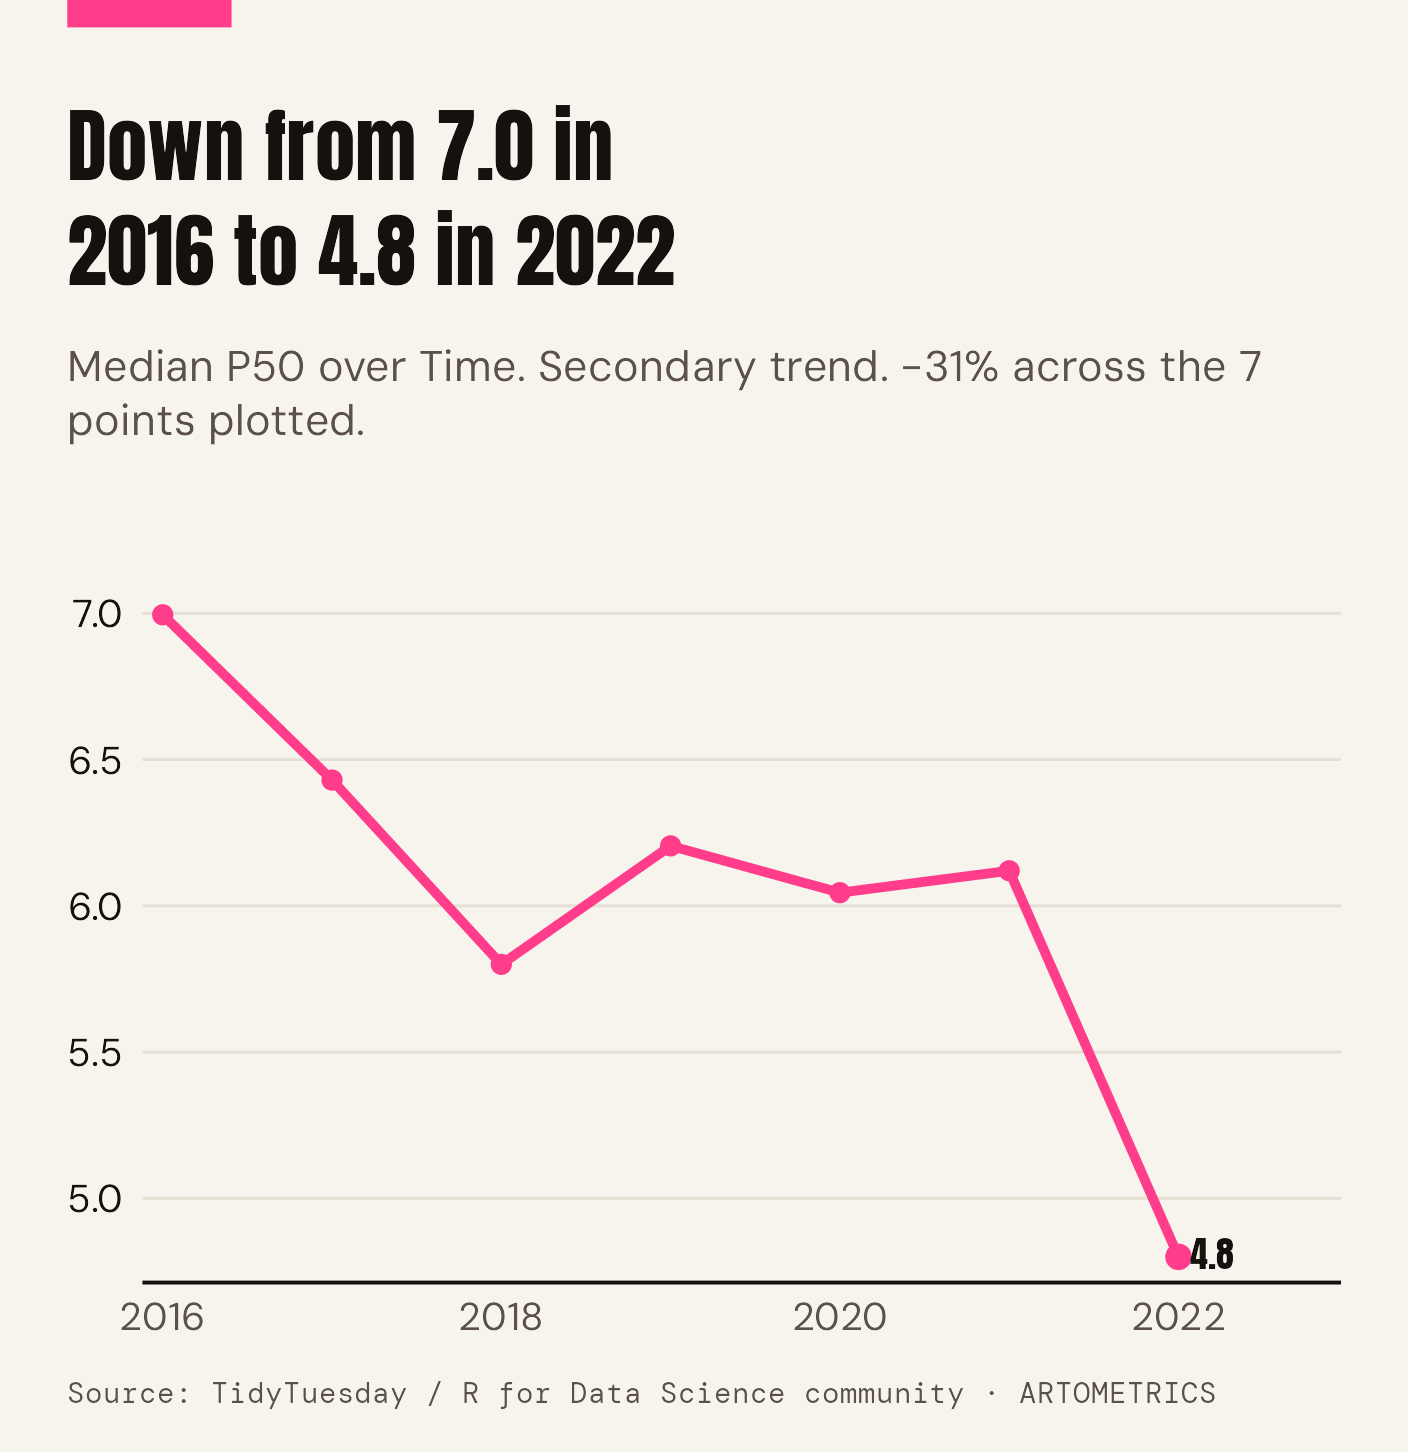 Down from 7.0 in
2016 to 4.8 in 2022
Median P50 over Time. Secondary trend. −31% across the 7
points plotted.
7.0
6.5
6.0
5.5
5.0
4.8
2016 2018 2020 2022
Source: TidyTuesday / R for Data Science community · ARTOMETRICS